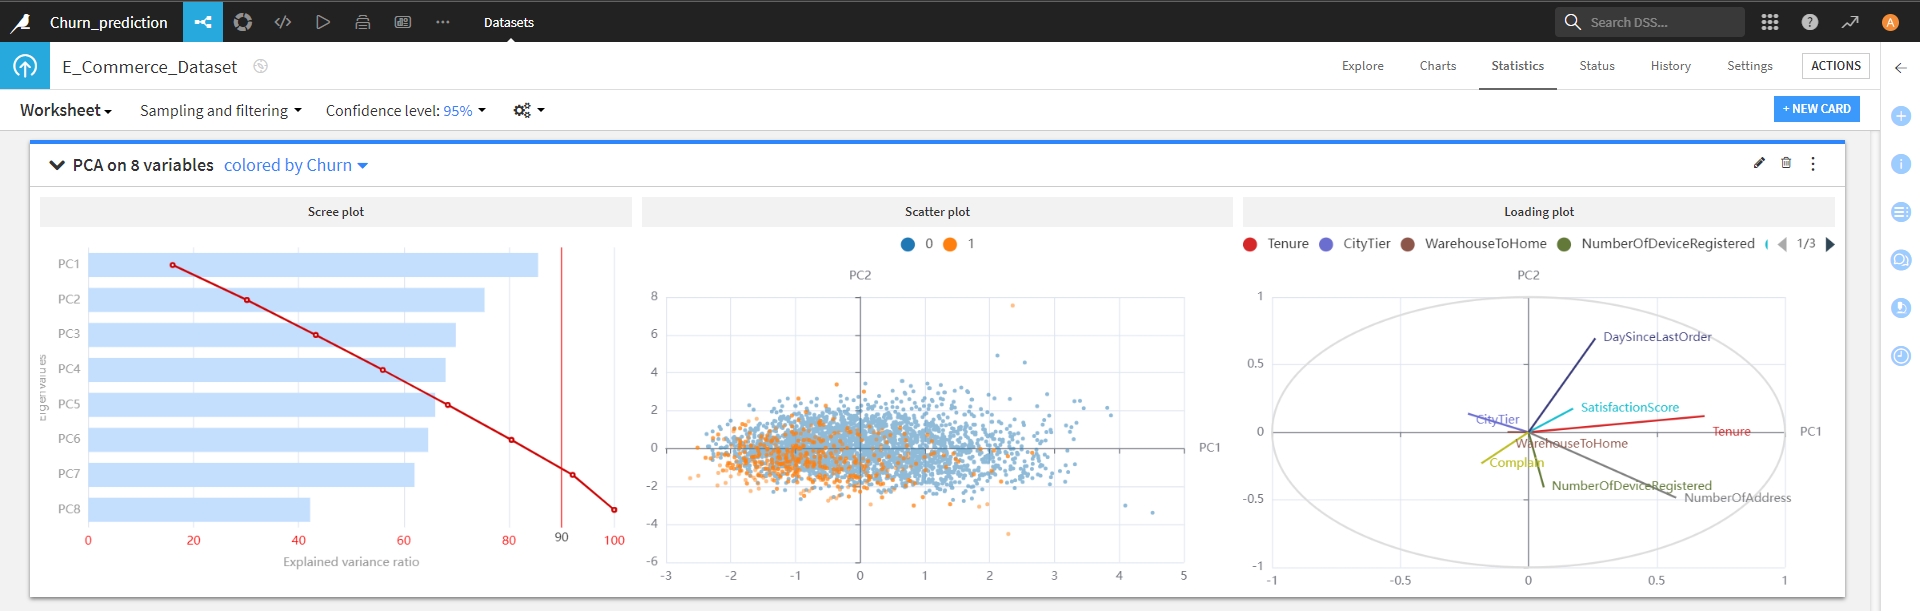 Churn_prediction
Datasets
Search DSS...
A
E_Commerce_Dataset
Explore
Charts
Statistics
Status
History
Settings
ACTIONS
Worksheet
Sampling and filtering
Confidence level: 95%
+ NEW CARD
PCA on 8 variables colored by Churn
Scree plot
PC1
PC2
PC3
PC4
PC5
PC6
PC7
PC8
Eigenvalues
0 20 40 60 80 90 100
Explained variance ratio
Scatter plot
0 1
PC2
8
6
4
2
0
-2
-4
-6
PC1
-3 -2 -1 0 1 2 3 4 5
Loading plot
Tenure CityTier WarehouseToHome NumberOfDeviceRegistered 1/3
PC2
1
0.5
0
-0.5
-1
DaySinceLastOrder
SatisfactionScore
CityTier
Tenure
PC1
WarehouseToHome
Complain
NumberOfDeviceRegistered
NumberOfAddress
-1 -0.5 0 0.5 1